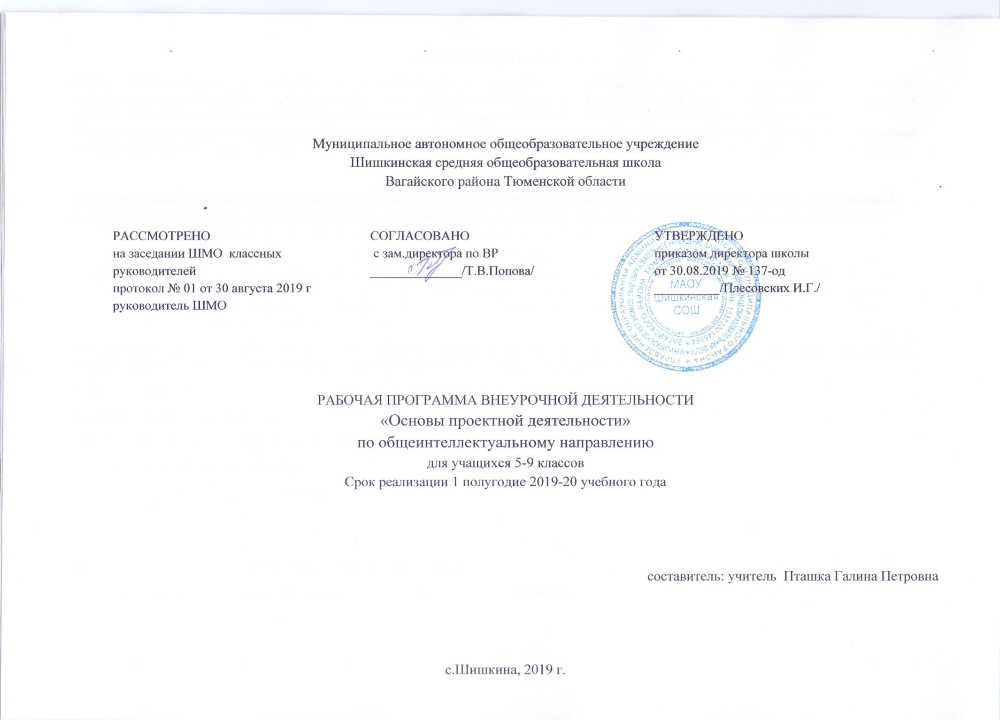 Муниципальное автономное общеобразовательное учреждение
Шишкинская средняя общеобразовательная школа
Вагайского района Тюменской области
РАССМОТРЕНО
на заседании ШМО классных
руководителей
протокол № 01 от 30 августа 2019 г
руководитель ШМО
СОГЛАСОВАНО
с зам.директора по ВР
______________/Т.В.Попова/
УТВЕРЖДЕНО
приказом директора школы
от 30.08.2019 № 137-од
__________/Плесовских И.Г./
МАОУ
Шишкинская
СОШ
РАБОЧАЯ ПРОГРАММА ВНЕУРОЧНОЙ ДЕЯТЕЛЬНОСТИ
«Основы проектной деятельности»
по общеинтеллектуальному направлению
для учащихся 5-9 классов
Срок реализации 1 полугодие 2019-20 учебного года
составитель: учитель Пташка Галина Петровна
с.Шишкина, 2019 г.